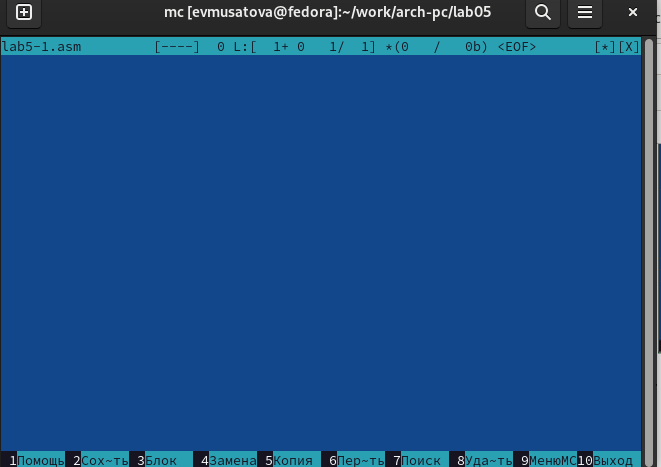 mc [evmusatova@fedora]:~/work/arch-pc/lab05
lab5-1.asm [----] 0 L:[ 1+ 0 1/ 1] *(0 / 0b) <EOF> [*][X]
1Помощь 2Сох~ть 3Блок 4Замена 5Копия 6Пер~ть 7Поиск 8Уда~ть 9МенюMC 10Выход